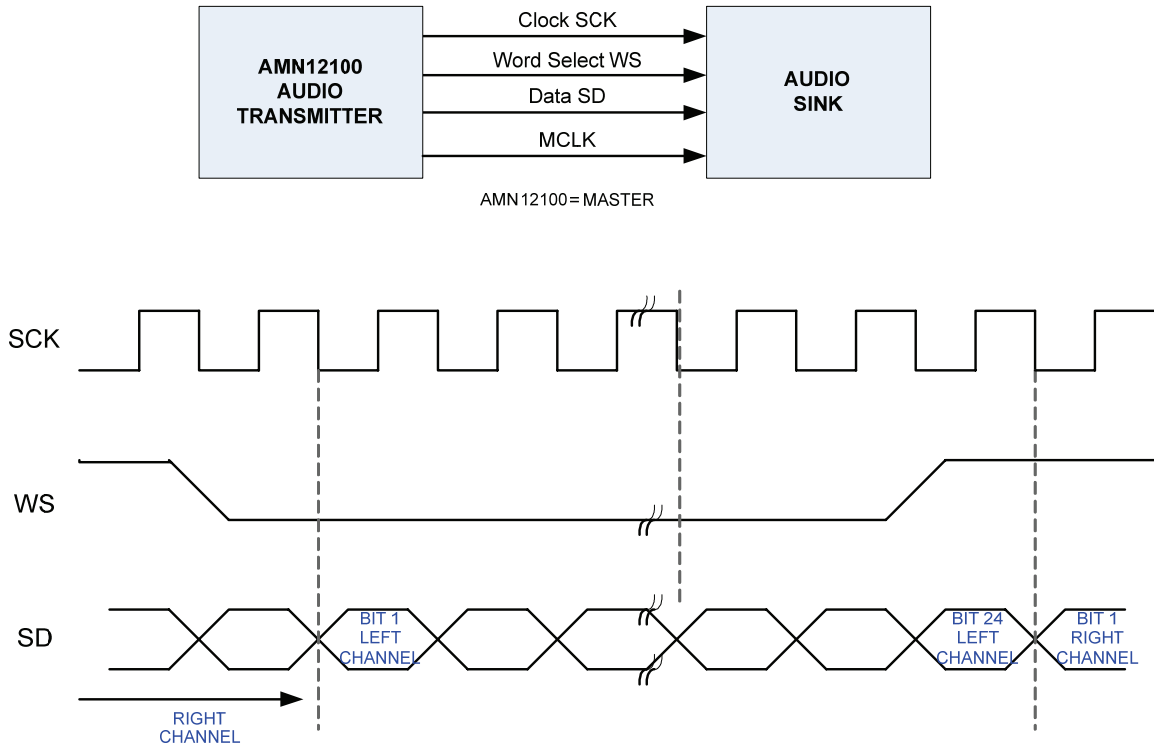 Clock SCK
AMN12100
AUDIO
TRANSMITTER
Word Select WS
Data SD
MCLK
AUDIO
SINK
AMN12100= MASTER
SCK
WS
SD
BIT 1
LEFT
CHANNEL
BIT 24
LEFT
CHANNEL
BIT 1
RIGHT
CHANNEL
RIGHT
CHANNEL